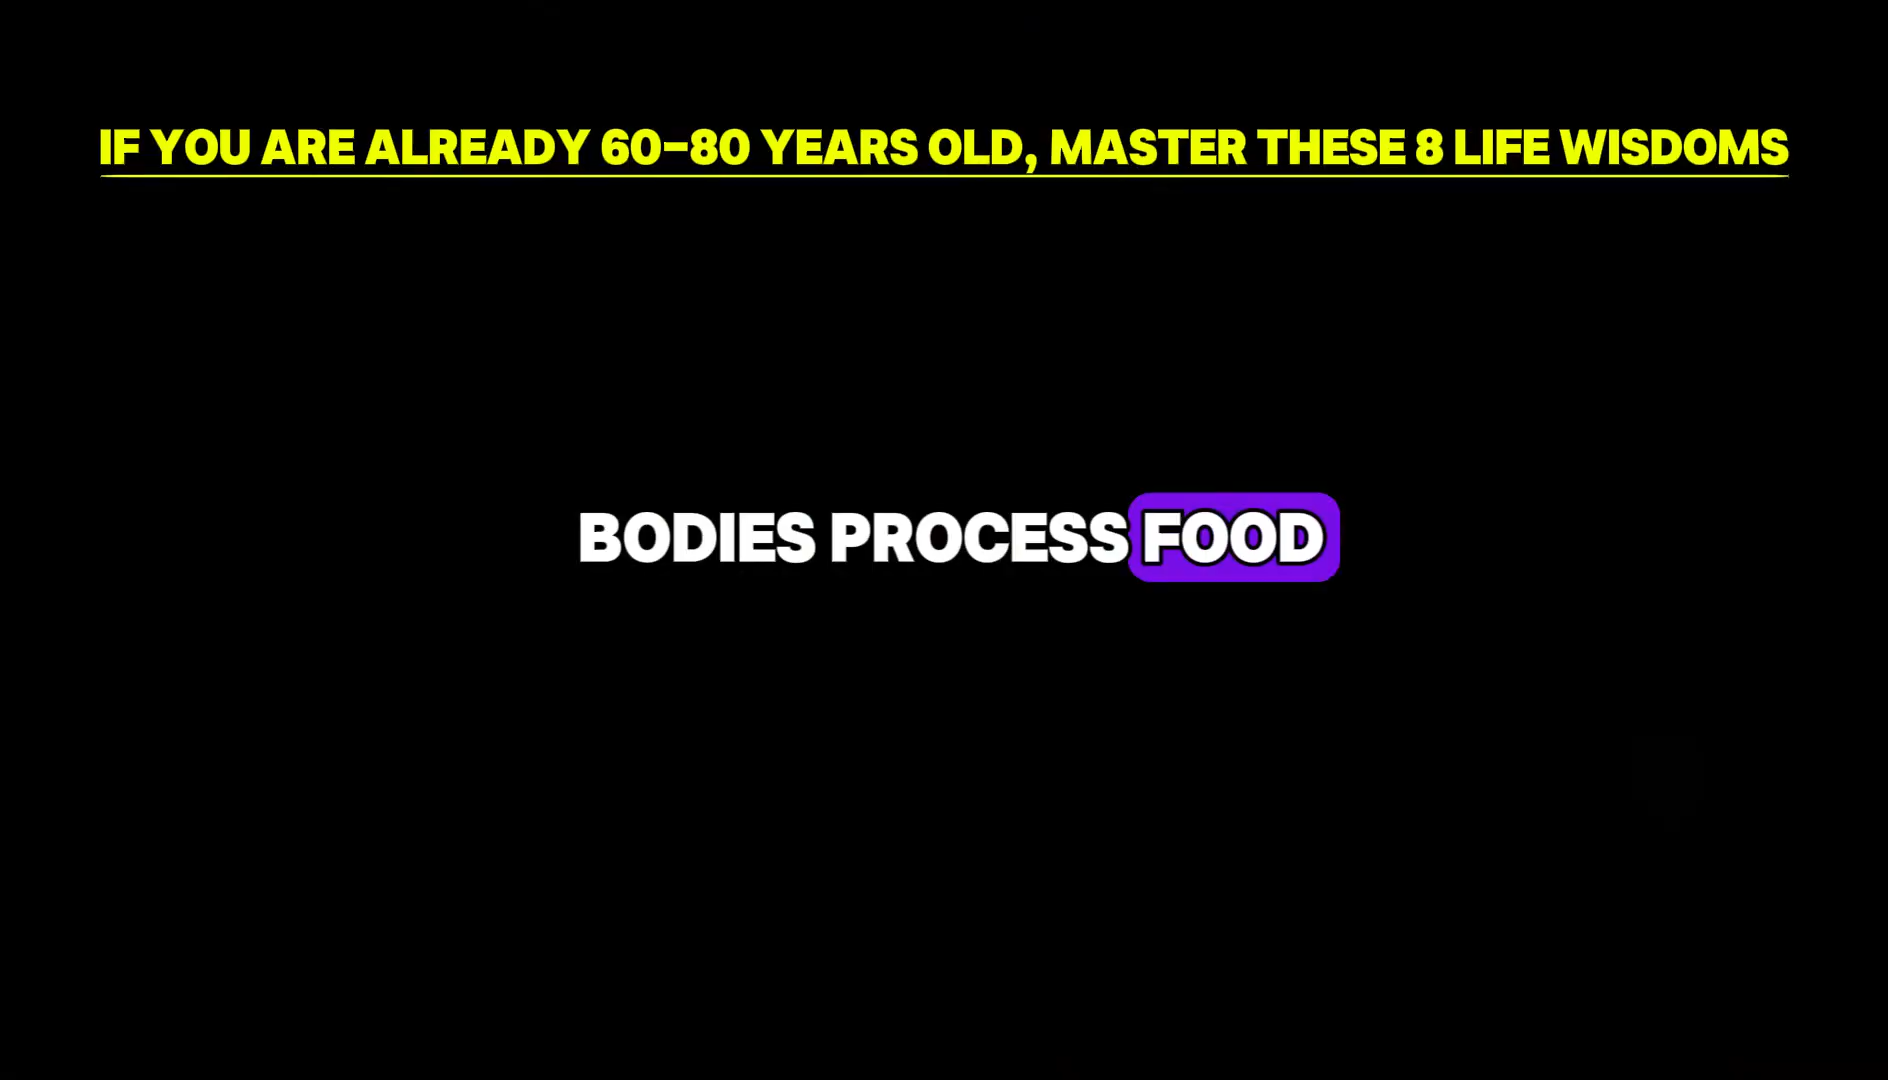 IF YOU ARE ALREADY 60-80 YEARS OLD, MASTER THESE 8 LIFE WISDOMS
BODIES PROCESS FOOD